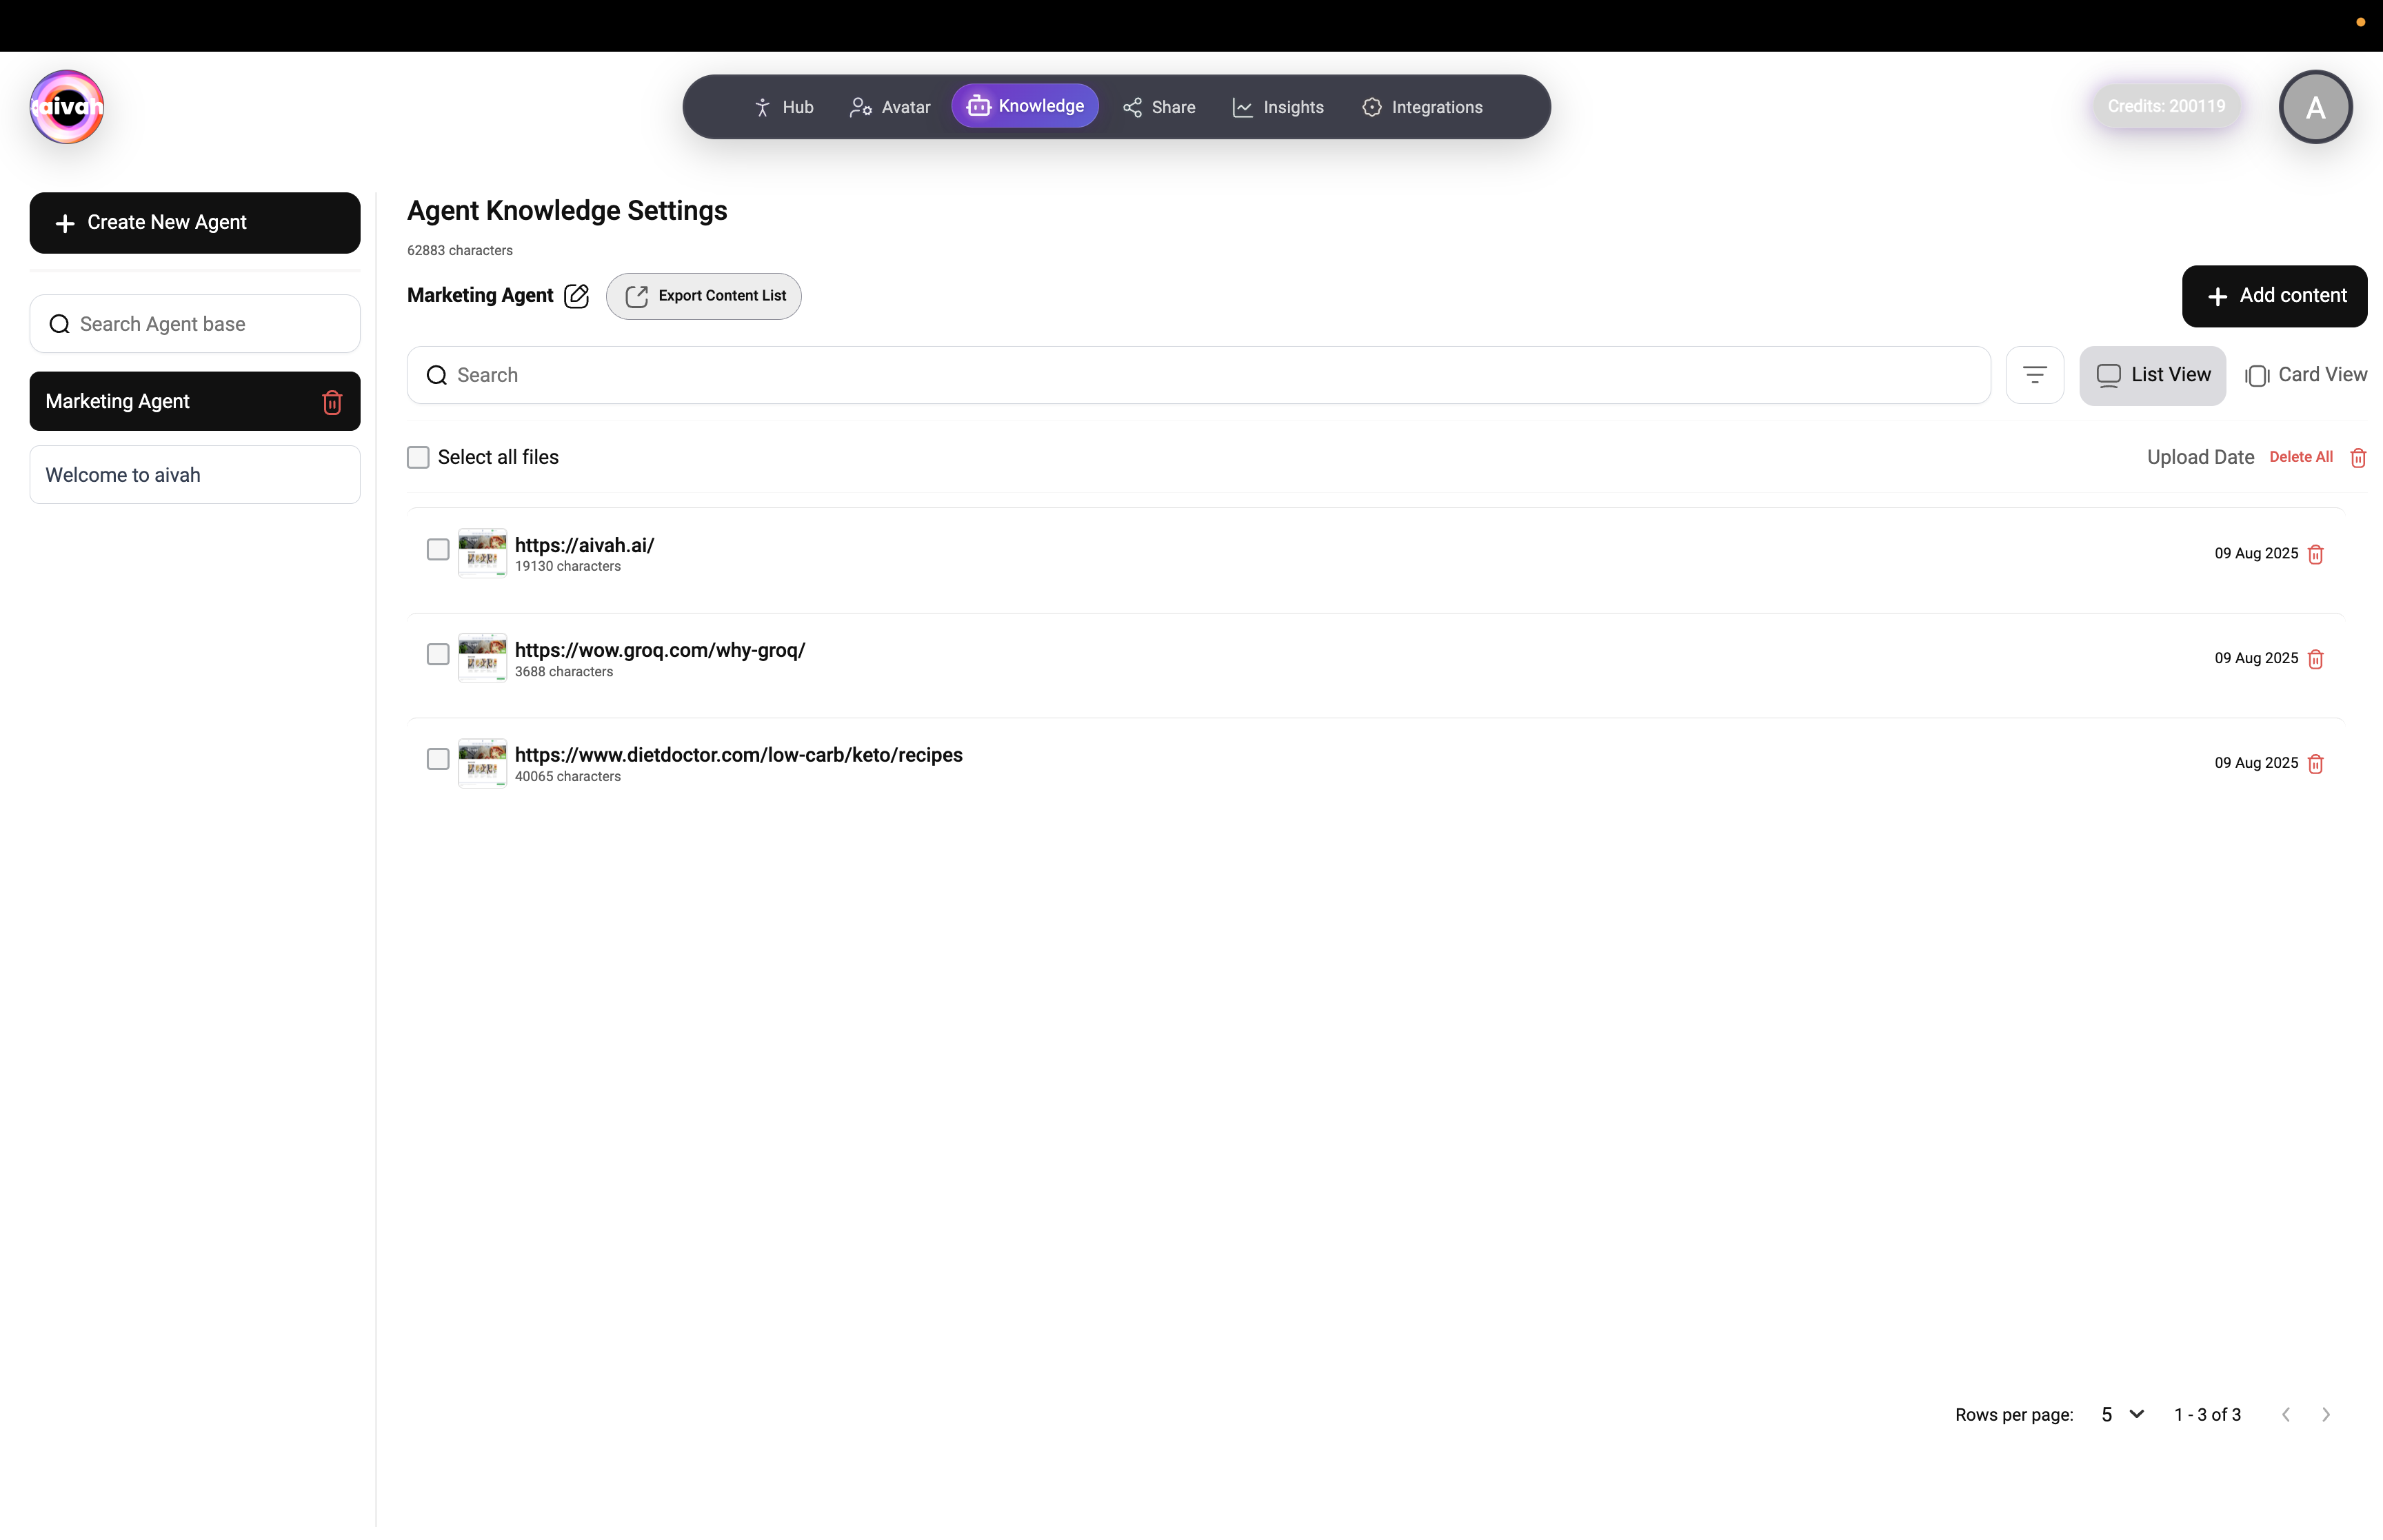 aivah
Hub
Avatar
Knowledge
Share
Insights
Integrations
Credits: 200119
A
Create New Agent
Search Agent base
Marketing Agent
Welcome to aivah
Agent Knowledge Settings
62883 characters
Marketing Agent
Export Content List
Add content
Search
List View
Card View
Select all files
Upload Date
Delete All
https://aivah.ai/
19130 characters
09 Aug 2025
https://wow.groq.com/why-groq/
3688 characters
09 Aug 2025
https://www.dietdoctor.com/low-carb/keto/recipes
40065 characters
09 Aug 2025
Rows per page: 5 1 - 3 of 3